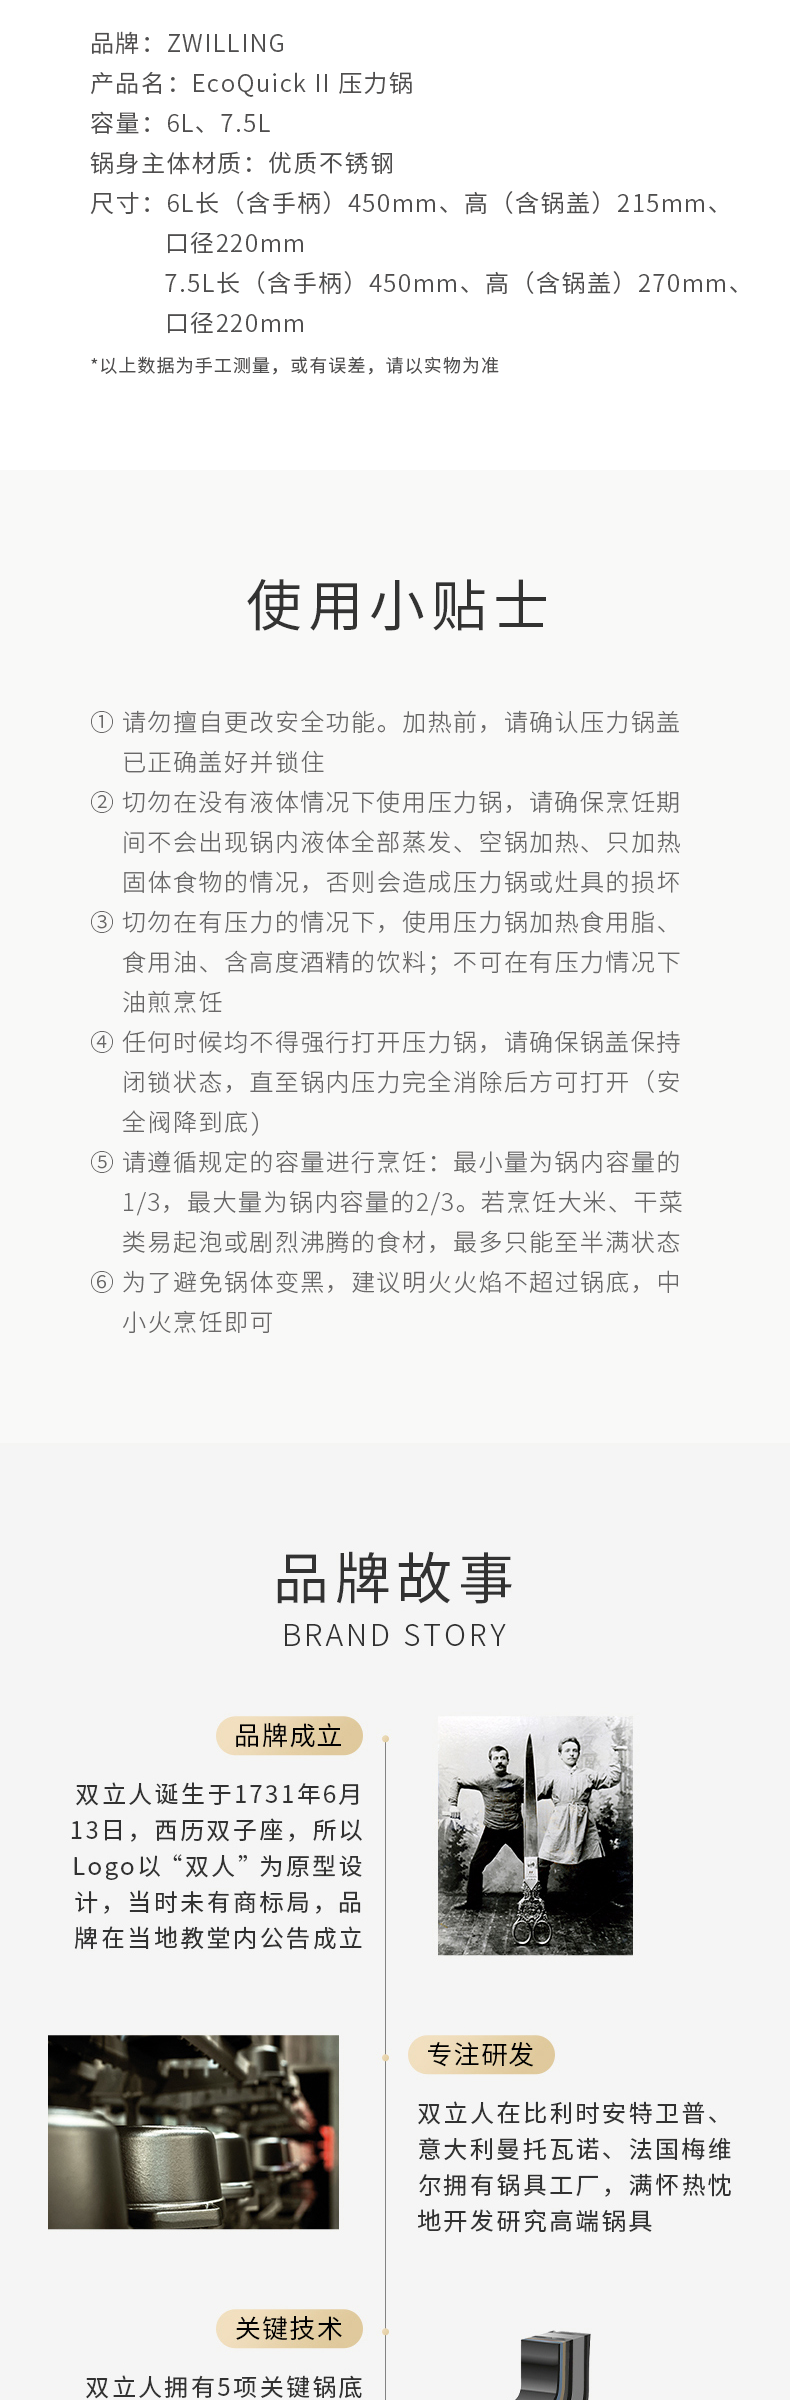 品牌：ZWILLING
产品名：EcoQuick II 压力锅
容量：6L、7.5L
锅身主体材质：优质不锈钢
尺寸：6L长（含手柄）450mm、高（含锅盖）215mm、
口径220mm
7.5L长（含手柄）450mm、高（含锅盖）270mm、
口径220mm
*以上数据为手工测量，或有误差，请以实物为准
使用小贴士
① 请勿擅自更改安全功能。加热前，请确认压力锅盖
已正确盖好并锁住
② 切勿在没有液体情况下使用压力锅，请确保烹饪期
间不会出现锅内液体全部蒸发、空锅加热、只加热
固体食物的情况，否则会造成压力锅或灶具的损坏
③ 切勿在有压力的情况下，使用压力锅加热食用脂、
食用油、含高度酒精的饮料；不可在有压力情况下
油煎烹饪
④ 任何时候均不得强行打开压力锅，请确保锅盖保持
闭锁状态，直至锅内压力完全消除后方可打开（安
全阀降到底)
⑤ 请遵循规定的容量进行烹饪：最小量为锅内容量的
1/3，最大量为锅内容量的2/3。若烹饪大米、干菜
类易起泡或剧烈沸腾的食材，最多只能至半满状态
⑥ 为了避免锅体变黑，建议明火火焰不超过锅底，中
小火烹饪即可
品牌故事
BRAND STORY
品牌成立
双立人诞生于1731年6月
13日，西历双子座，所以
Logo以“双人”为原型设
计，当时未有商标局，品
牌在当地教堂内公告成立
专注研发
双立人在比利时安特卫普、
意大利曼托瓦诺、法国梅维
尔拥有锅具工厂，满怀热忱
地开发研究高端锅具
关键技术
双立人拥有5项关键锅底